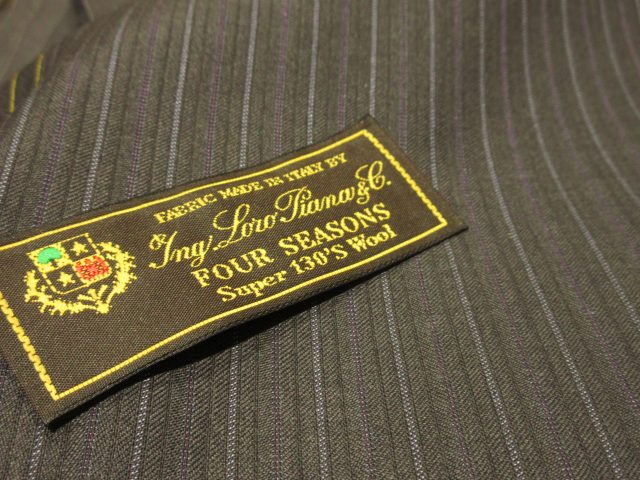 FABRIC MADE IN ITALY BY
Ing. Loro Piana & C.
FOUR SEASONS
Super 130'S Wool